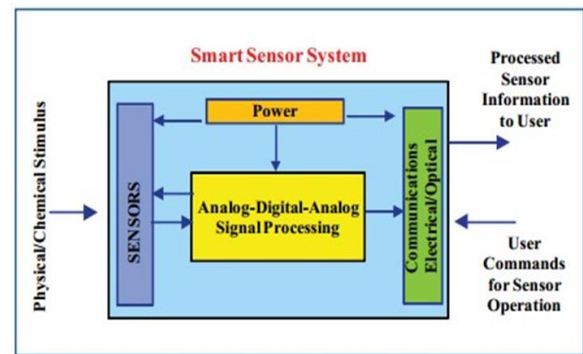 Smart Sensor System
Physical/Chemical Stimulus
SENSORS
Power
Analog-Digital-Analog
Signal Processing
Communications
Electrical/Optical
Processed
Sensor
Information
to User
User
Commands
for Sensor
Operation